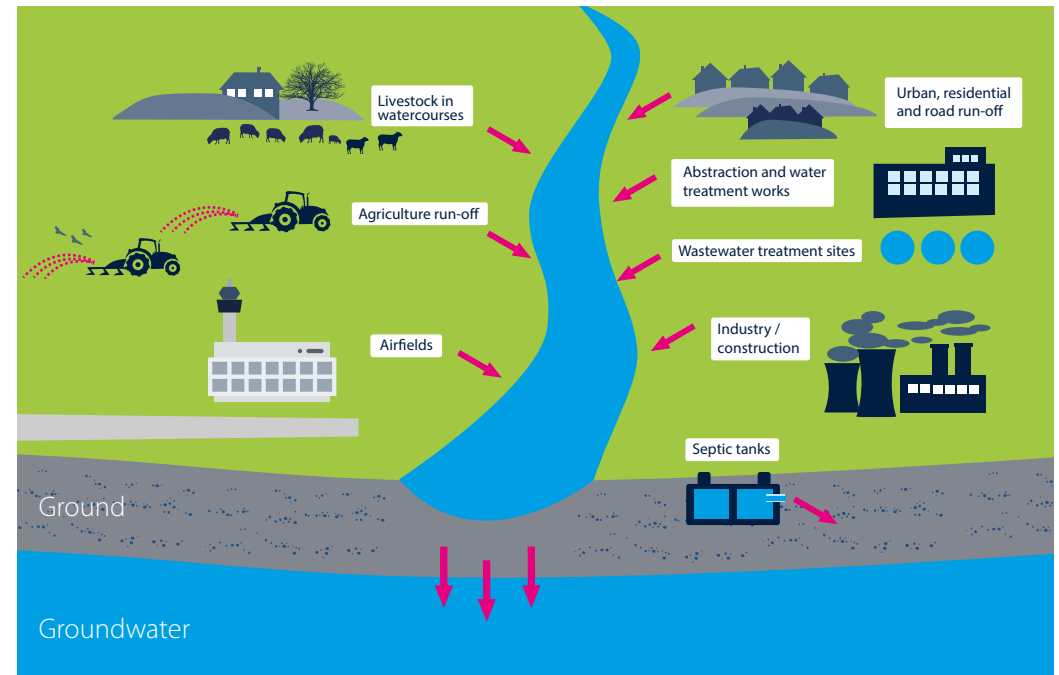 Livestock in
watercourses
Urban, residential
and road run-off
Abstraction and water
treatment works
Agriculture run-off
Wastewater treatment sites
Airfields
Industry /
construction
Septic tanks
Ground
Groundwater